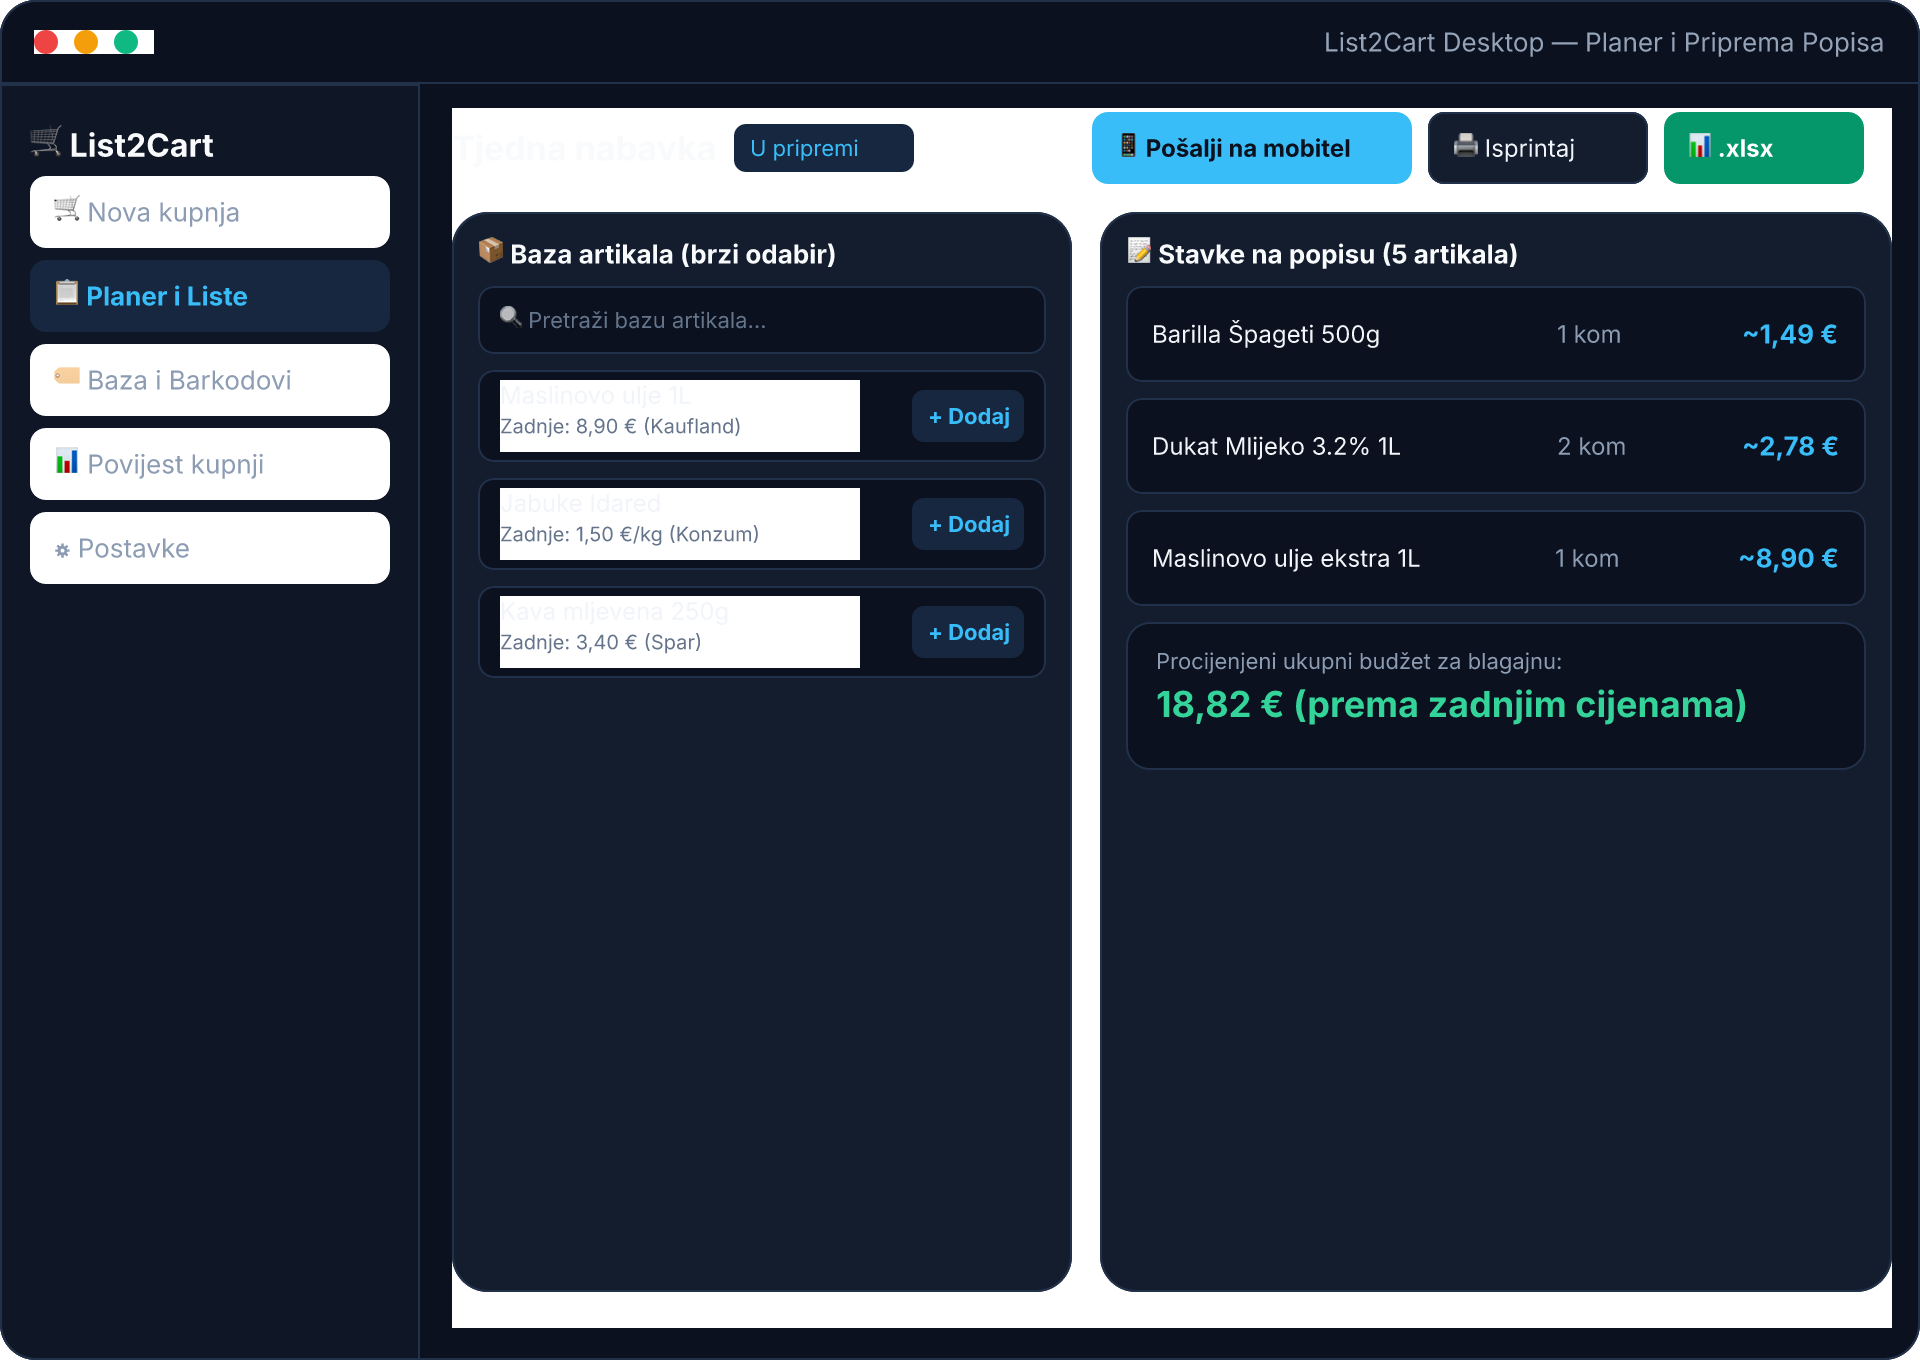 List2Cart Desktop — Planer i Priprema Popisa
List2Cart
Nova kupnja
Planer i Liste
Baza i Barkodovi
Povijest kupnji
Postavke
Tjedna nabavka
U pripremi
Pošalji na mobitel
Isprintaj
.xlsx
Baza artikala (brzi odabir)
Pretraži bazu artikala...
Maslinovo ulje 1L
Zadnje: 8,90 € (Kaufland)
+ Dodaj
Jabuke Idared
Zadnje: 1,50 €/kg (Konzum)
+ Dodaj
Kava mljevena 250g
Zadnje: 3,40 € (Spar)
+ Dodaj
Stavke na popisu (5 artikala)
Barilla Špageti 500g 1 kom ~1,49 €
Dukat Mlijeko 3.2% 1L 2 kom ~2,78 €
Maslinovo ulje ekstra 1L 1 kom ~8,90 €
Procijenjeni ukupni budžet za blagajnu:
18,82 € (prema zadnjim cijenama)